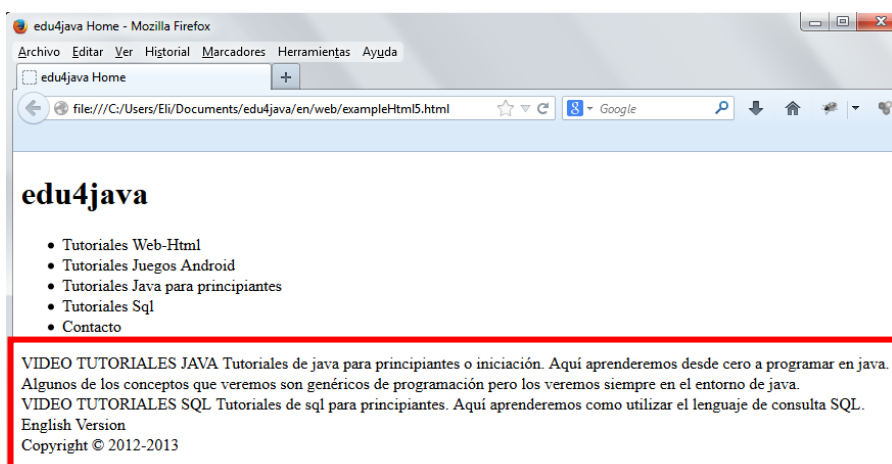 edu4java Home - Mozilla Firefox
Archivo Editar Ver Historial Marcadores Herramientas Ayuda
edu4java Home
file:///C:/Users/Eli/Documents/edu4java/en/web/exampleHtml5.html
Google
edu4java
• Tutoriales Web-Html
• Tutoriales Juegos Android
• Tutoriales Java para principiantes
• Tutoriales Sql
• Contacto
VIDEO TUTORIALES JAVA Tutoriales de java para principiantes o iniciación. Aquí aprenderemos desde cero a programar en java.
Algunos de los conceptos que veremos son genéricos de programación pero los veremos siempre en el entorno de java.
VIDEO TUTORIALES SQL Tutoriales de sql para principiantes. Aquí aprenderemos como utilizar el lenguaje de consulta SQL.
English Version
Copyright © 2012-2013